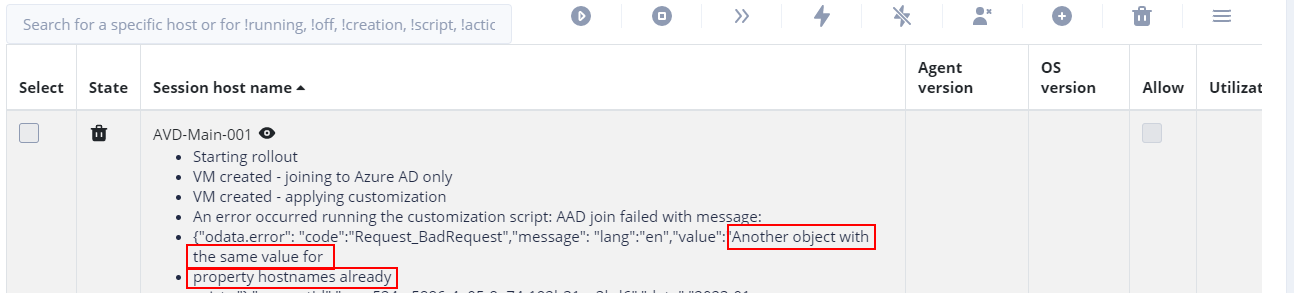 Search for a specific host or for !running, !off, !creation, !script, !actic
Agent
OS
Select State Session host name version version Allow Utilizat
AVD-Main-001
• Starting rollout
• VM created - joining to Azure AD only
• VM created - applying customization
• An error occurred running the customization script: AAD join failed with message:
• {"odata.error": "code":"Request_BadRequest","message": "lang":"en","value":"Another object with
the same value for
• property hostnames already